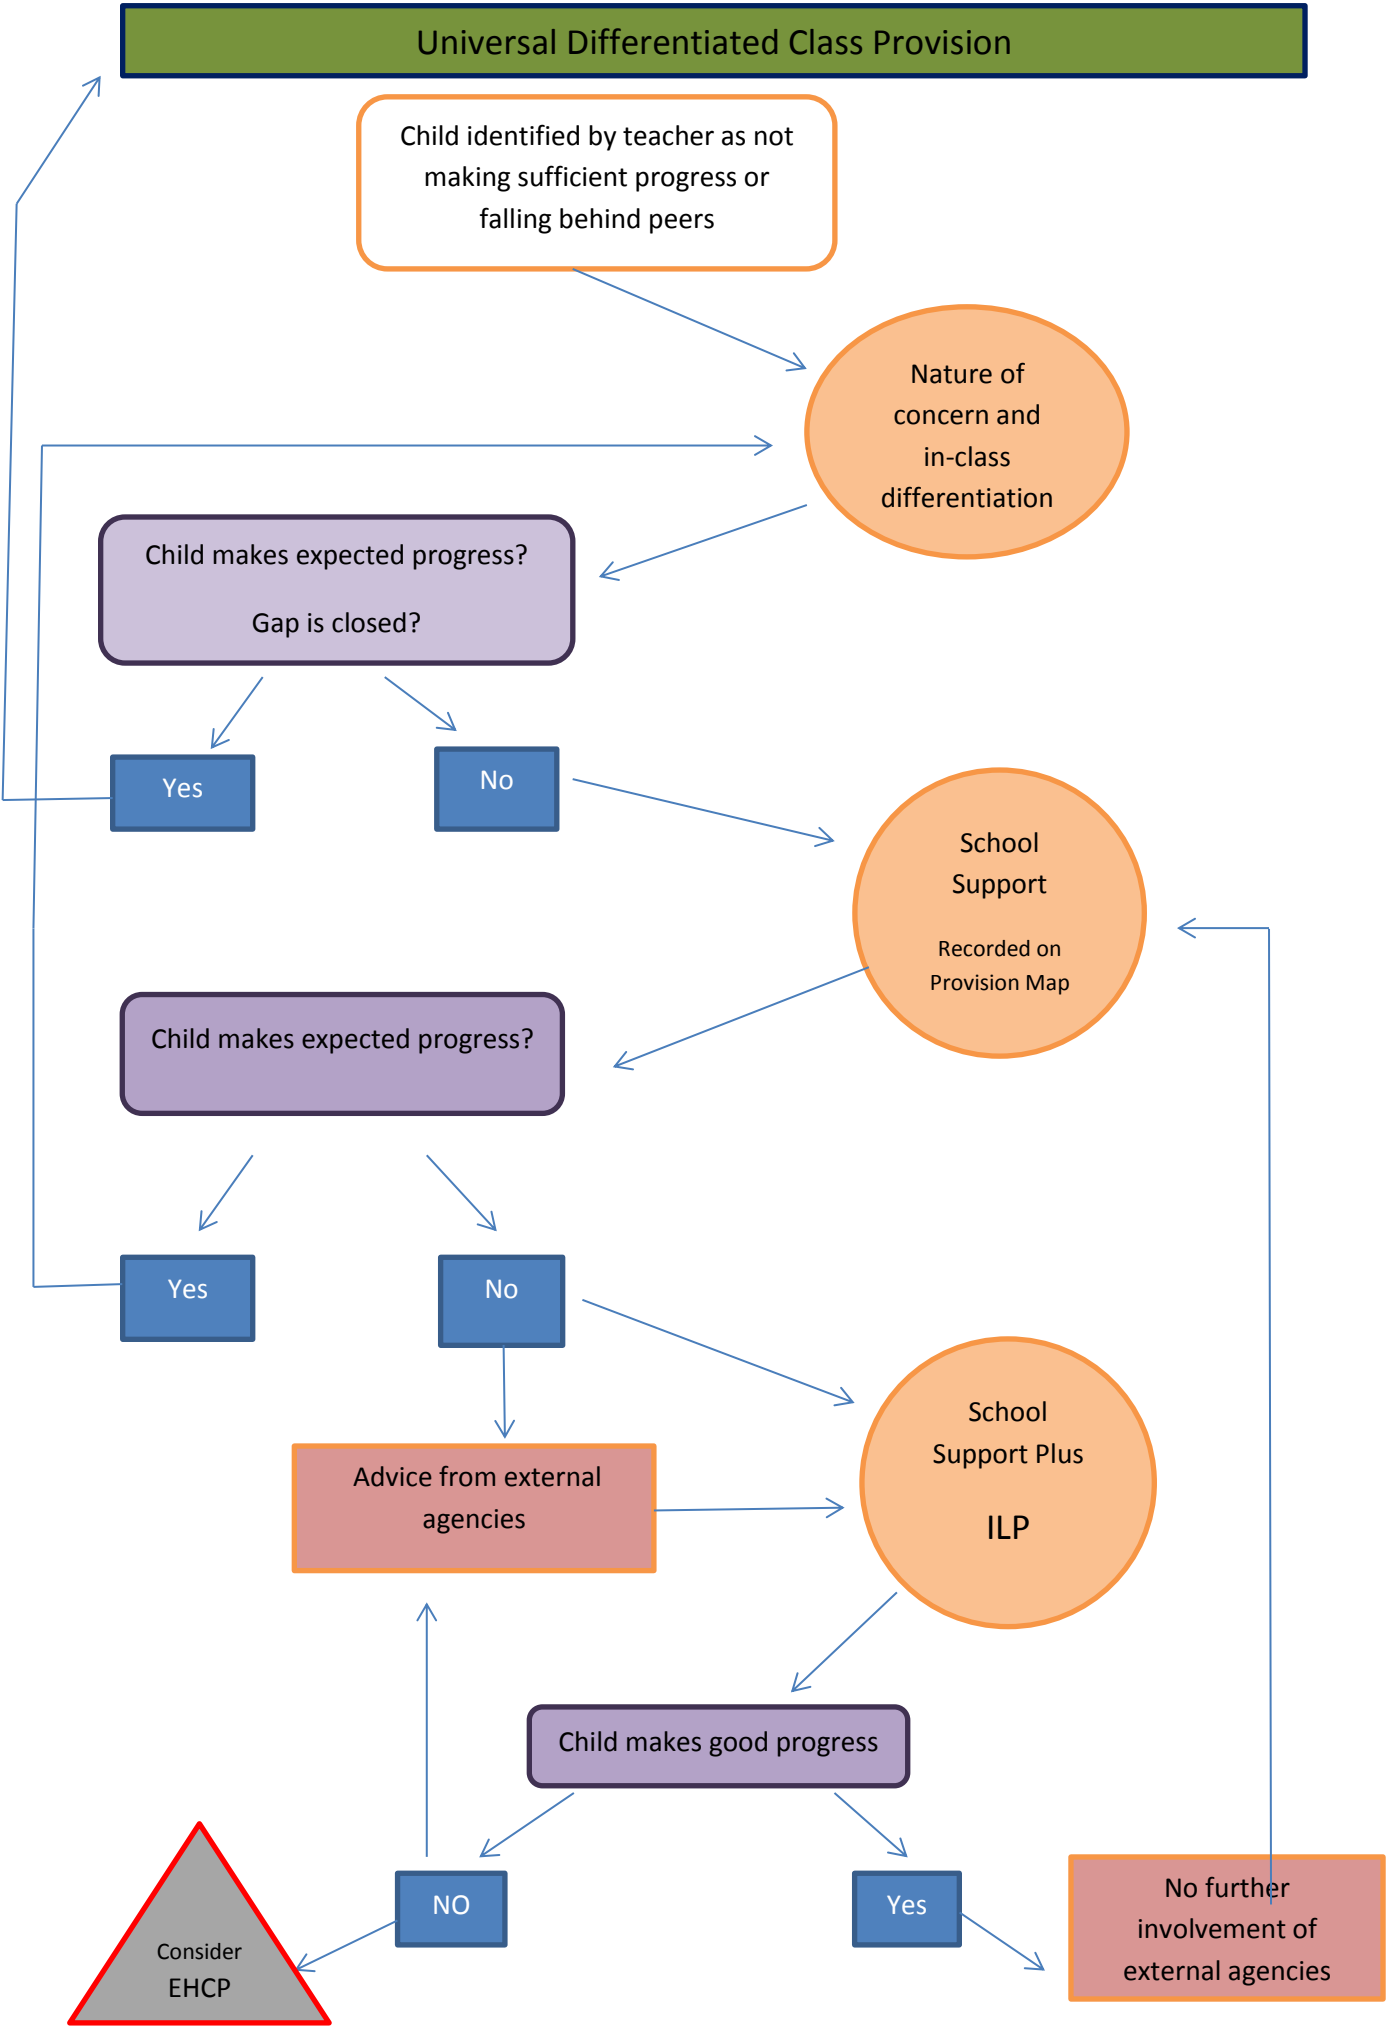 Universal Differentiated Class Provision
Child identified by teacher as not
making sufficient progress or
falling behind peers
Nature of
concern and
in-class
differentiation
Child makes expected progress?
Gap is closed?
Yes
No
School
Support
Recorded on
Provision Map
Child makes expected progress?
Yes
No
School
Support Plus
ILP
Advice from external
agencies
Child makes good progress
NO
Yes
No further
involvement of
external agencies
Consider
EHCP